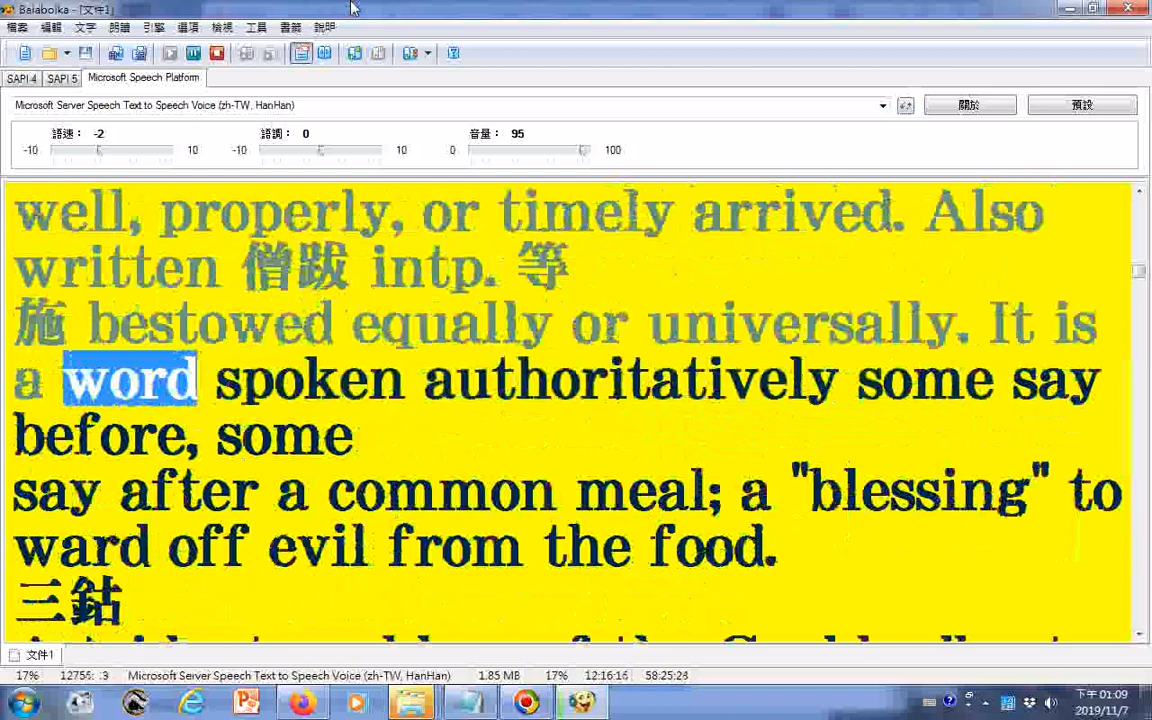 Balabolka - [文件1]
檔案 編輯 文字 朗讀 引擎 選項 檢視 工具 書籤 說明
SAPI 4 SAPI 5 Microsoft Speech Platform
Microsoft Server Speech Text to Speech Voice (zh-TW, HanHan) 關於 預設
語速： -2 語調： 0 音量： 95
-10 10 -10 10 0 100
well, properly, or timely arrived. Also
written 僧跋 intp. 等
施 bestowed equally or universally. It is
a word spoken authoritatively some say
before, some
say after a common meal; a "blessing" to
ward off evil from the food.
三鈷
文件1
17% 12755: :3 Microsoft Server Speech Text to Speech Voice (zh-TW, HanHan) 1.85 MB 17% 12:16:16 58:25:23
下午 01:09
2019/11/7